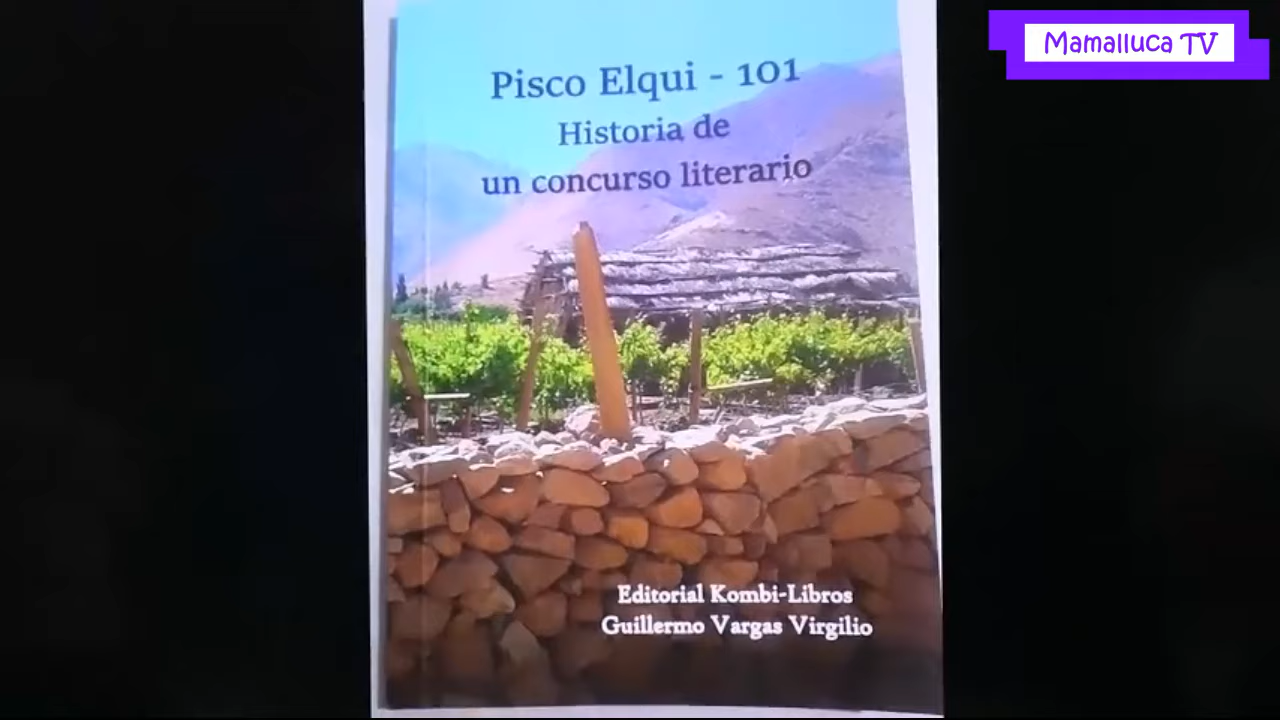 Mamalluca TV
Pisco Elqui - 101
Historia de
un concurso literario
Editorial Kombi-Libros
Guillermo Vargas Virgilio